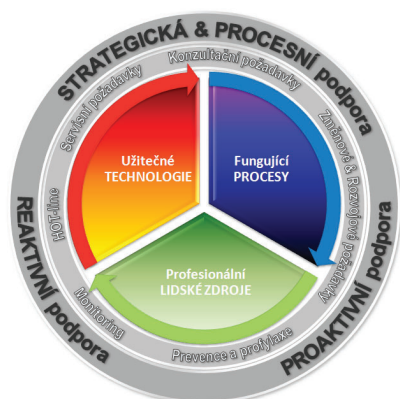 STRATEGICKÁ & PROCESNÍ podpora
Konzultační požadavky
Servisní požadavky
Změnové & Rozvojové požadavky
Užitečné
TECHNOLOGIE
Fungující
PROCESY
HOT-line
Profesionální
LIDSKÉ ZDROJE
Monitoring
Prevence a profylaxe
REAKTIVNÍ podpora
PROAKTIVNÍ podpora